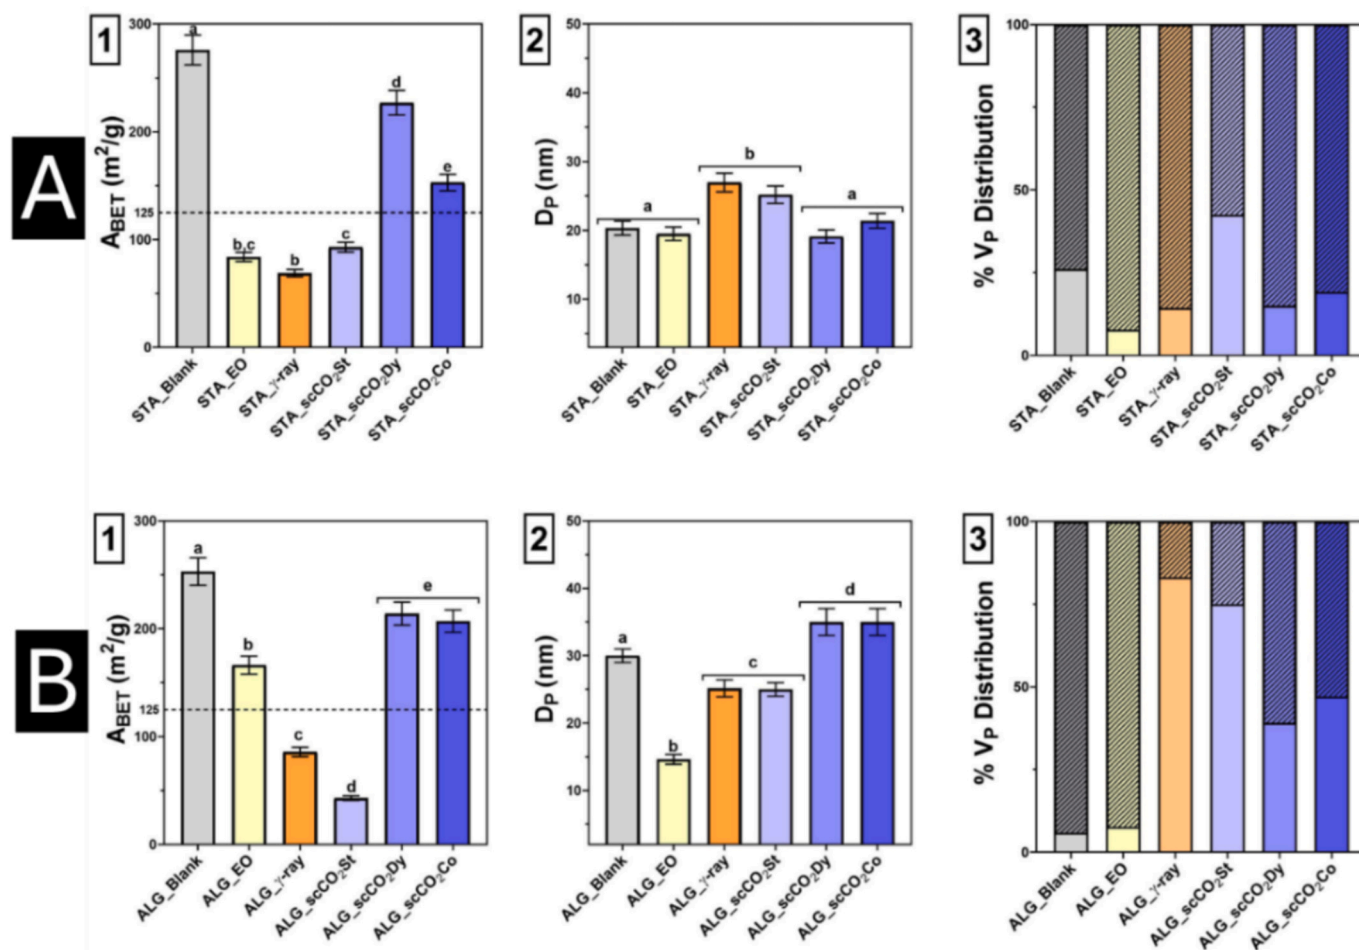 A
1
A_BET (m²/g)
300
200
125
100
0
a
b,c
b
c
d
e
STA_Blank
STA_EO
STA_γ-ray
STA_scCO₂St
STA_scCO₂Dy
STA_scCO₂Co
2
D_P (nm)
50
40
30
20
10
a
b
a
STA_Blank
STA_EO
STA_γ-ray
STA_scCO₂St
STA_scCO₂Dy
STA_scCO₂Co
3
% V_P Distribution
100
50
0
STA_Blank
STA_EO
STA_γ-ray
STA_scCO₂St
STA_scCO₂Dy
STA_scCO₂Co
B
1
A_BET (m²/g)
300
200
125
100
0
a
b
c
d
e
ALG_Blank
ALG_EO
ALG_γ-ray
ALG_scCO₂St
ALG_scCO₂Dy
ALG_scCO₂Co
2
D_P (nm)
50
40
30
20
10
a
b
c
d
ALG_Blank
ALG_EO
ALG_γ-ray
ALG_scCO₂St
ALG_scCO₂Dy
ALG_scCO₂Co
3
% V_P Distribution
100
50
0
ALG_Blank
ALG_EO
ALG_γ-ray
ALG_scCO₂St
ALG_scCO₂Dy
ALG_scCO₂Co